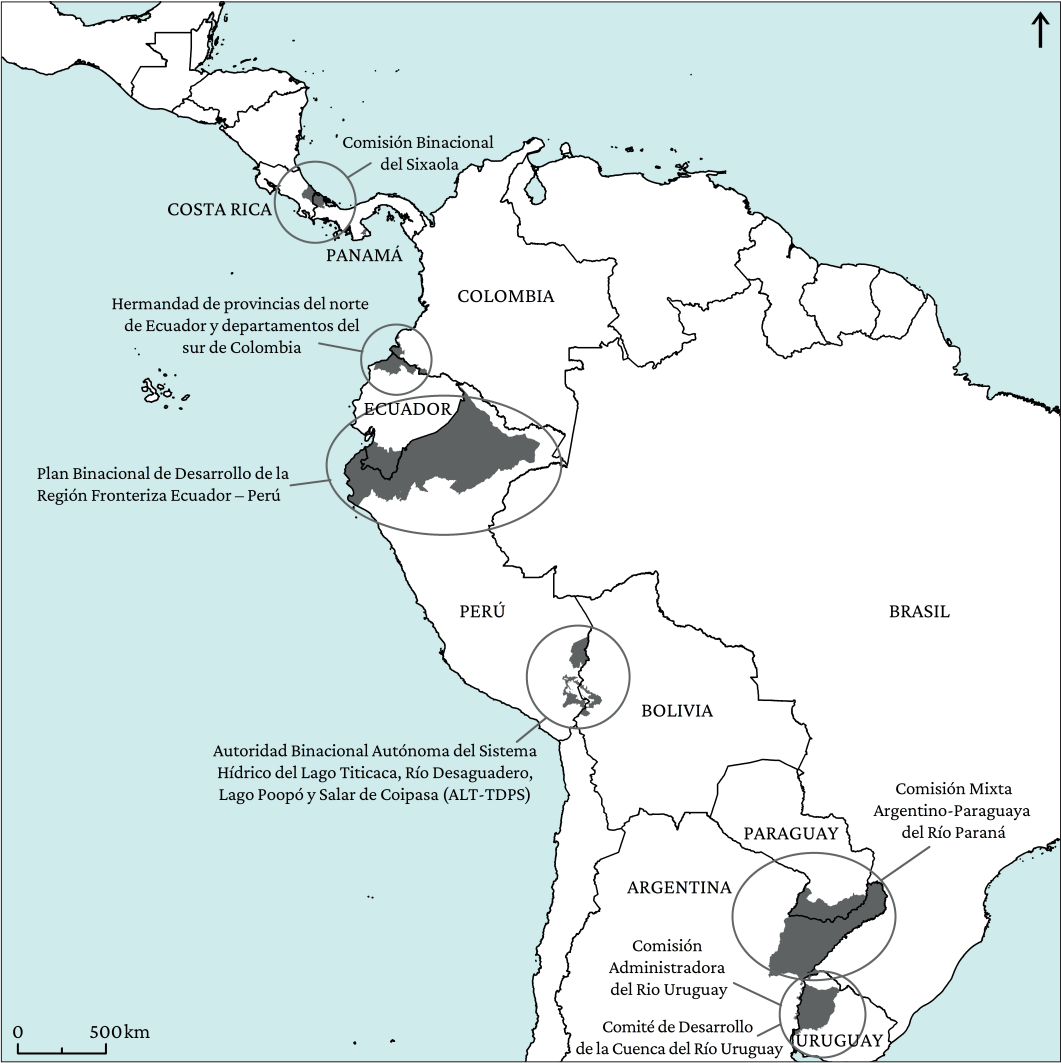 Comisión Binacional
del Sixaola
COSTA RICA
PANAMÁ
COLOMBIA
Hermandad de provincias del norte
de Ecuador y departamentos del
sur de Colombia
ECUADOR
Plan Binacional de Desarrollo de la
Región Fronteriza Ecuador – Perú
PERÚ
BRASIL
BOLIVIA
Autoridad Binacional Autónoma del Sistema
Hídrico del Lago Titicaca, Río Desaguadero,
Lago Poopó y Salar de Coipasa (ALT-TDPS)
Comisión Mixta
Argentino-Paraguaya
del Río Paraná
PARAGUAY
ARGENTINA
Comisión
Administradora
del Rio Uruguay
Comité de Desarrollo
de la Cuenca del Río Uruguay
URUGUAY
0 500 km